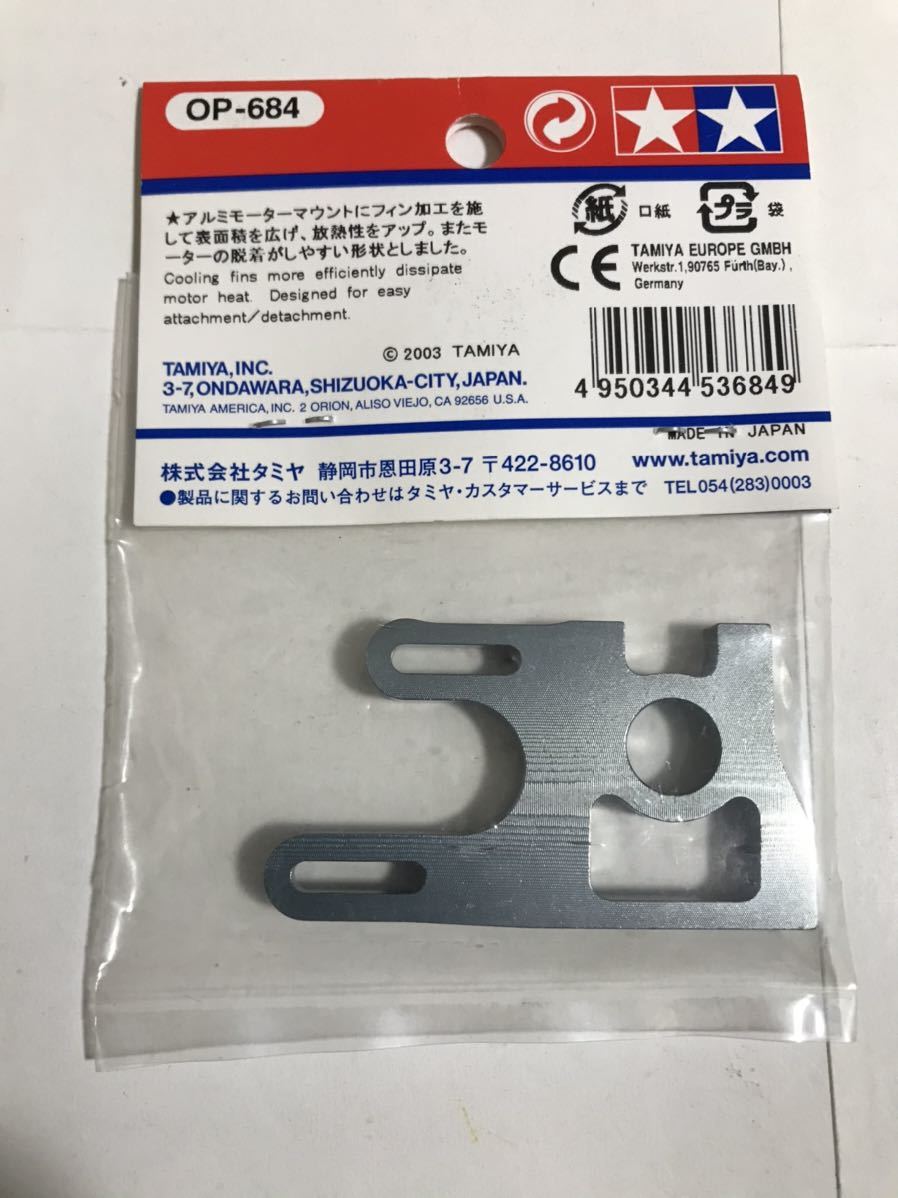 OP-684
★アルミモーターマウントにフィン加工を施
して表面積を広げ、放熱性をアップ。またモ
ーターの脱着がしやすい形状としました。
Cooling fins more efficiently dissipate
motor heat. Designed for easy
attachment/detachment.
© 2003 TAMIYA
紙 口紙
プラ 袋
CE
TAMIYA EUROPE GMBH
Werkstr.1,90765 Fürth(Bay.),
Germany
4 950344 536849
TAMIYA,INC.
3-7,ONDAWARA,SHIZUOKA-CITY,JAPAN.
TAMIYA AMERICA,INC. 2 ORION, ALISO VIEJO, CA 92656 U.S.A.
MADE IN JAPAN
株式会社タミヤ 静岡市恩田原3-7 〒422-8610
www.tamiya.com
●製品に関するお問い合わせはタミヤ・カスタマーサービスまで TEL054(283)0003